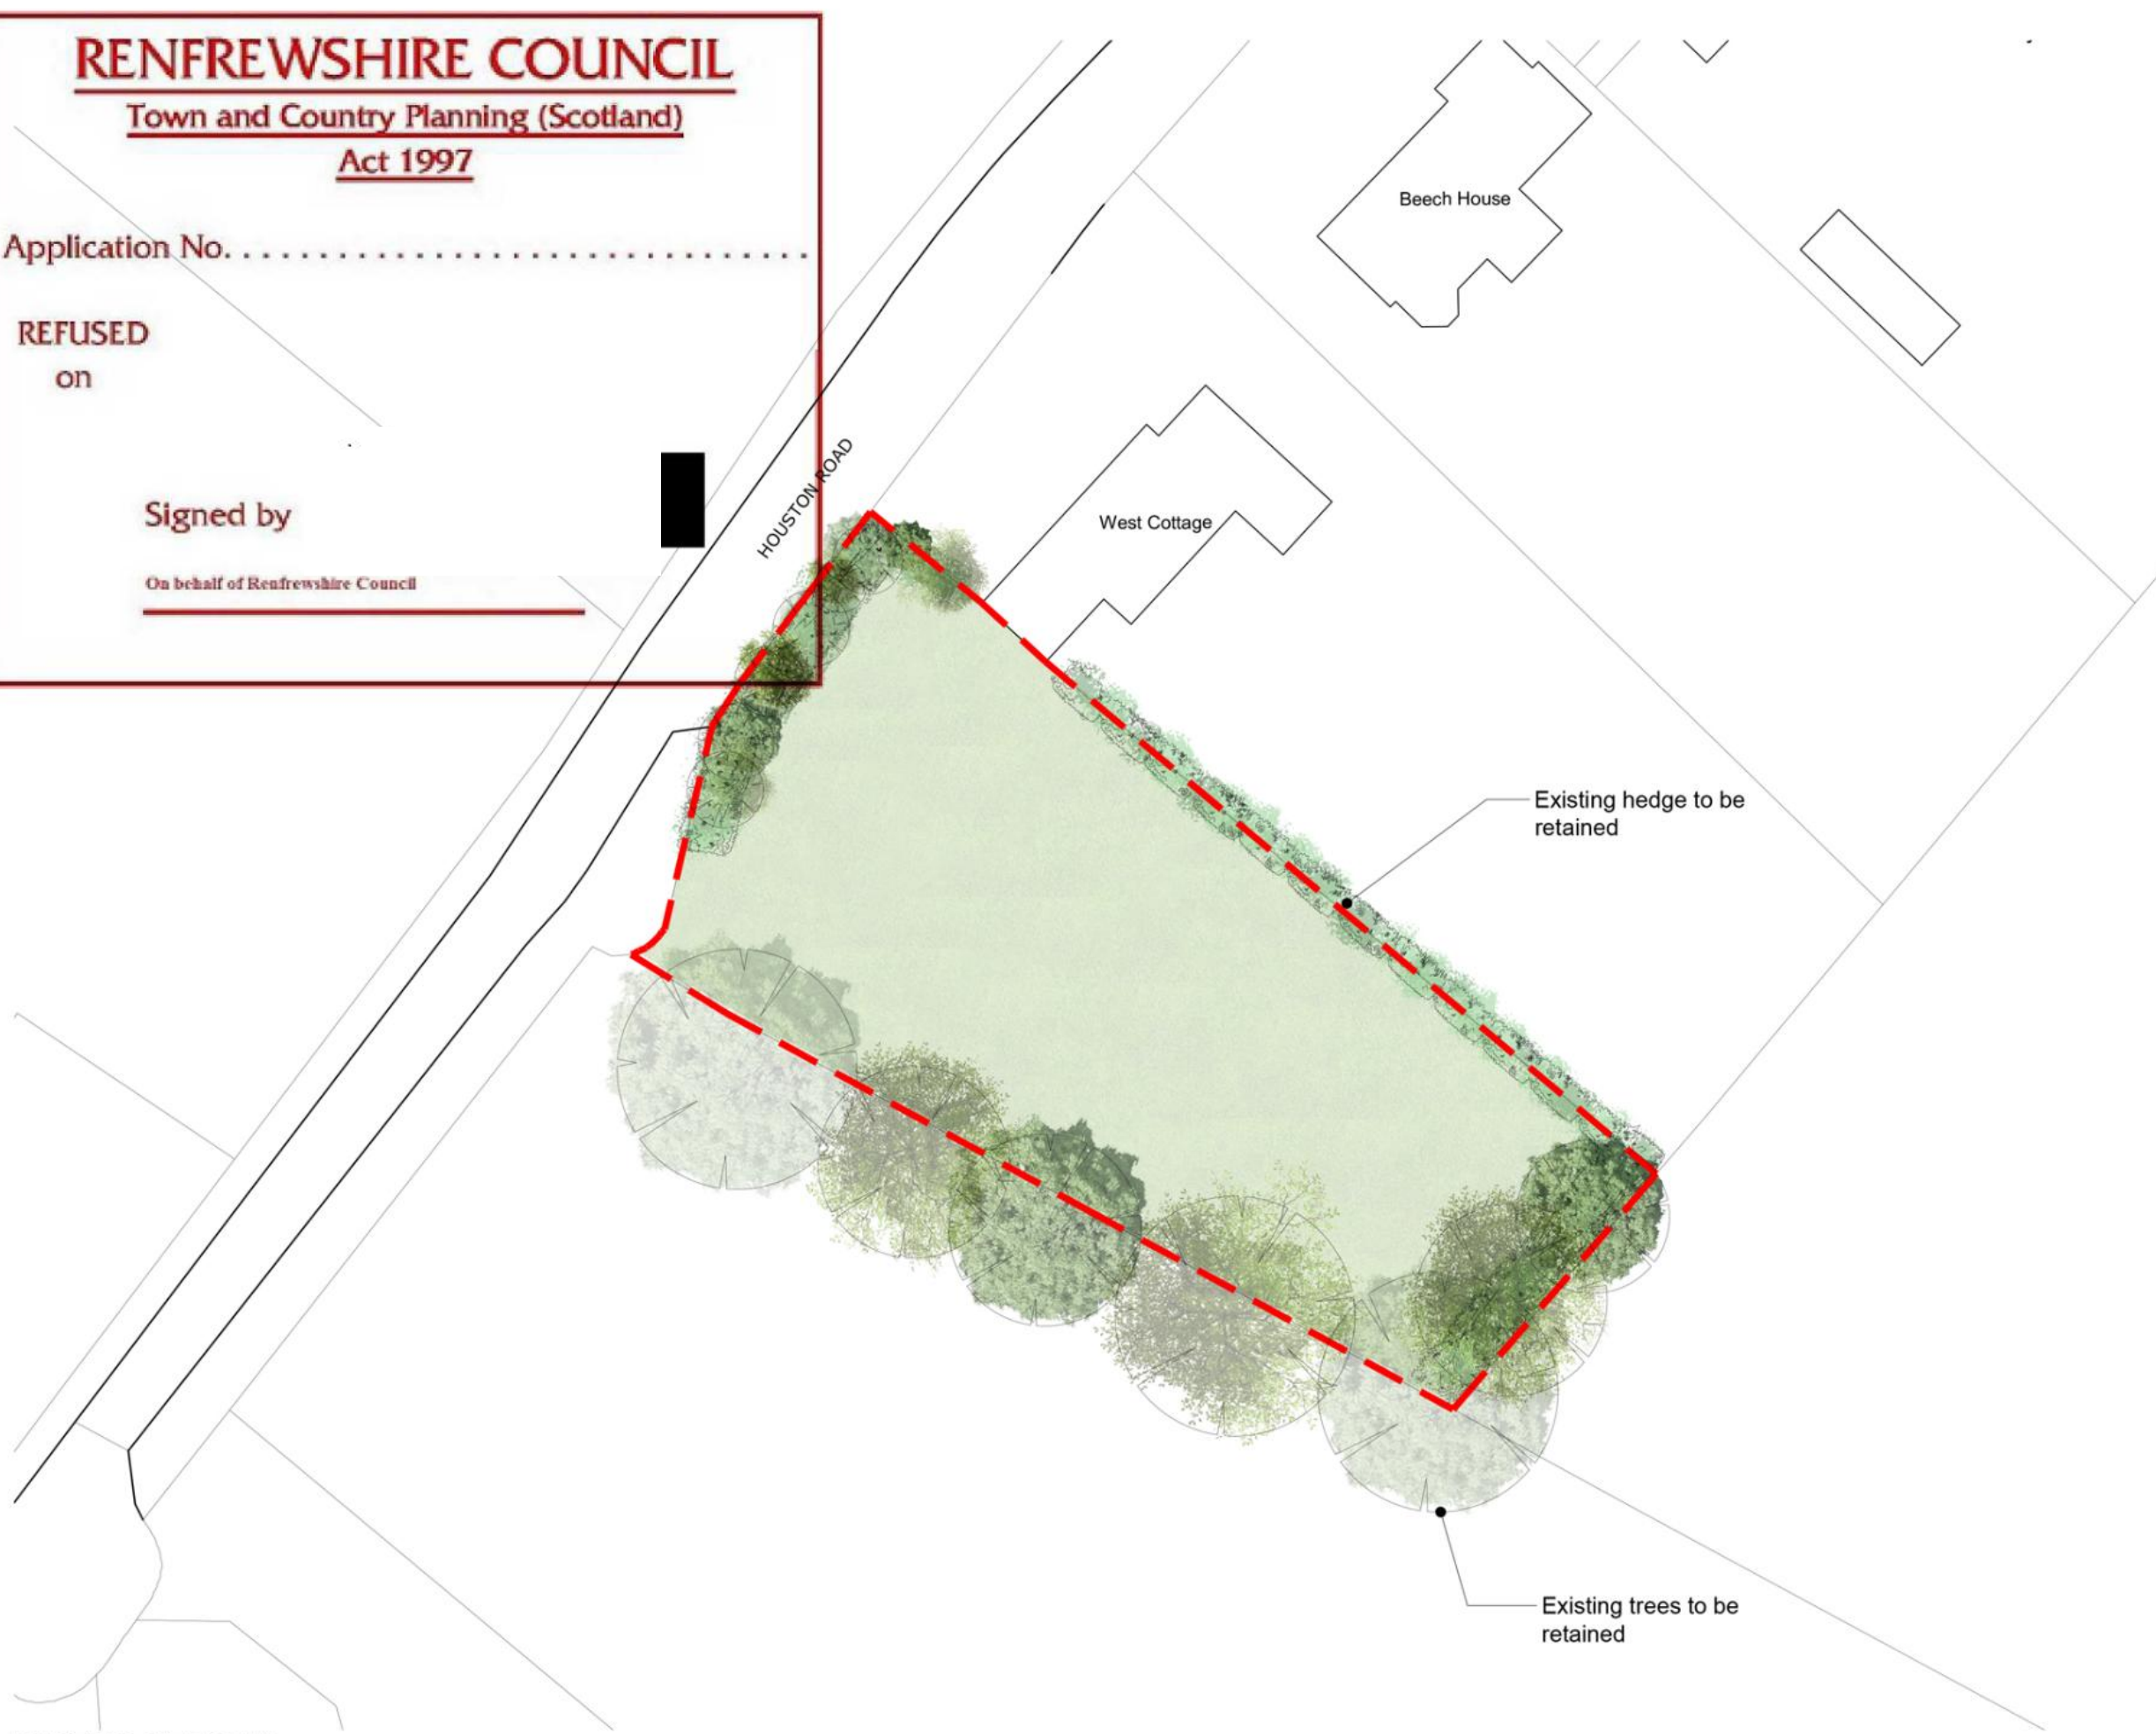 RENFREWSHIRE COUNCIL
Town and Country Planning (Scotland)
Act 1997
Application No. . . . . . . . . . . . . . . . . . . . . . . . . . . . . . .
REFUSED
on
Signed by
On behalf of Renfrewshire Council
HOUSTON ROAD
Beech House
West Cottage
Existing hedge to be
retained
Existing trees to be
retained